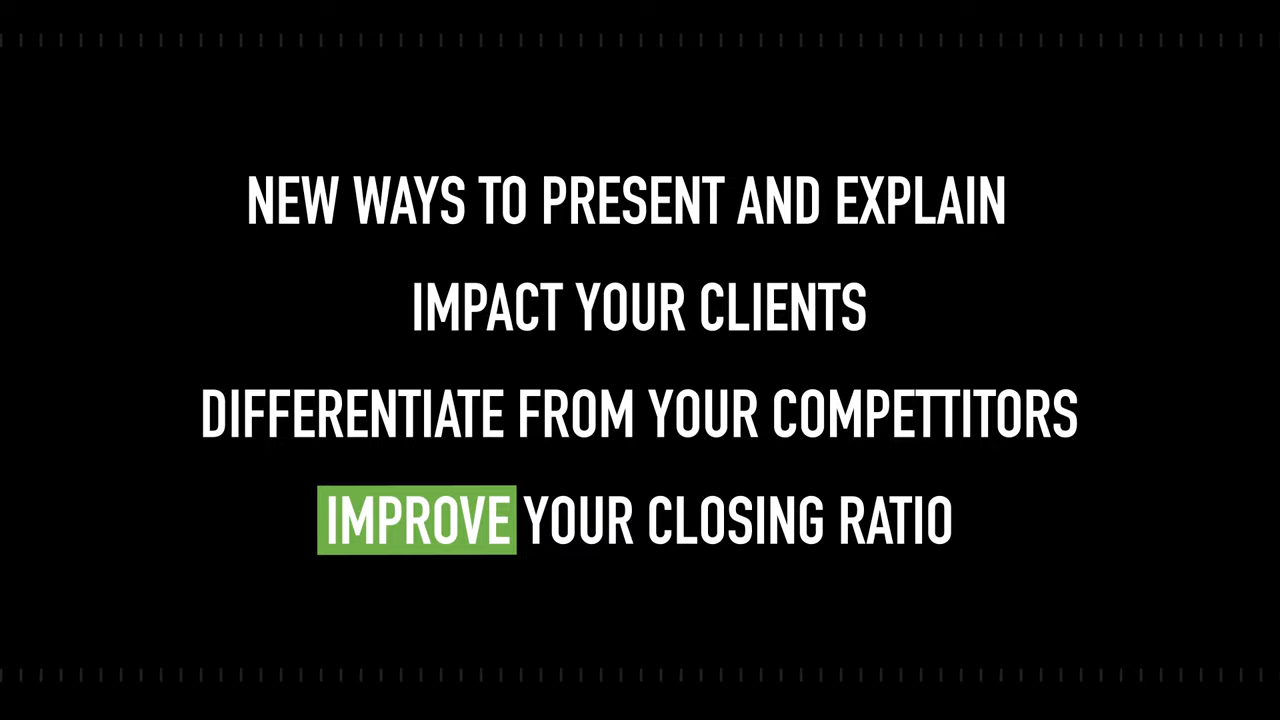 NEW WAYS TO PRESENT AND EXPLAIN
IMPACT YOUR CLIENTS
DIFFERENTIATE FROM YOUR COMPETTITORS
IMPROVE YOUR CLOSING RATIO